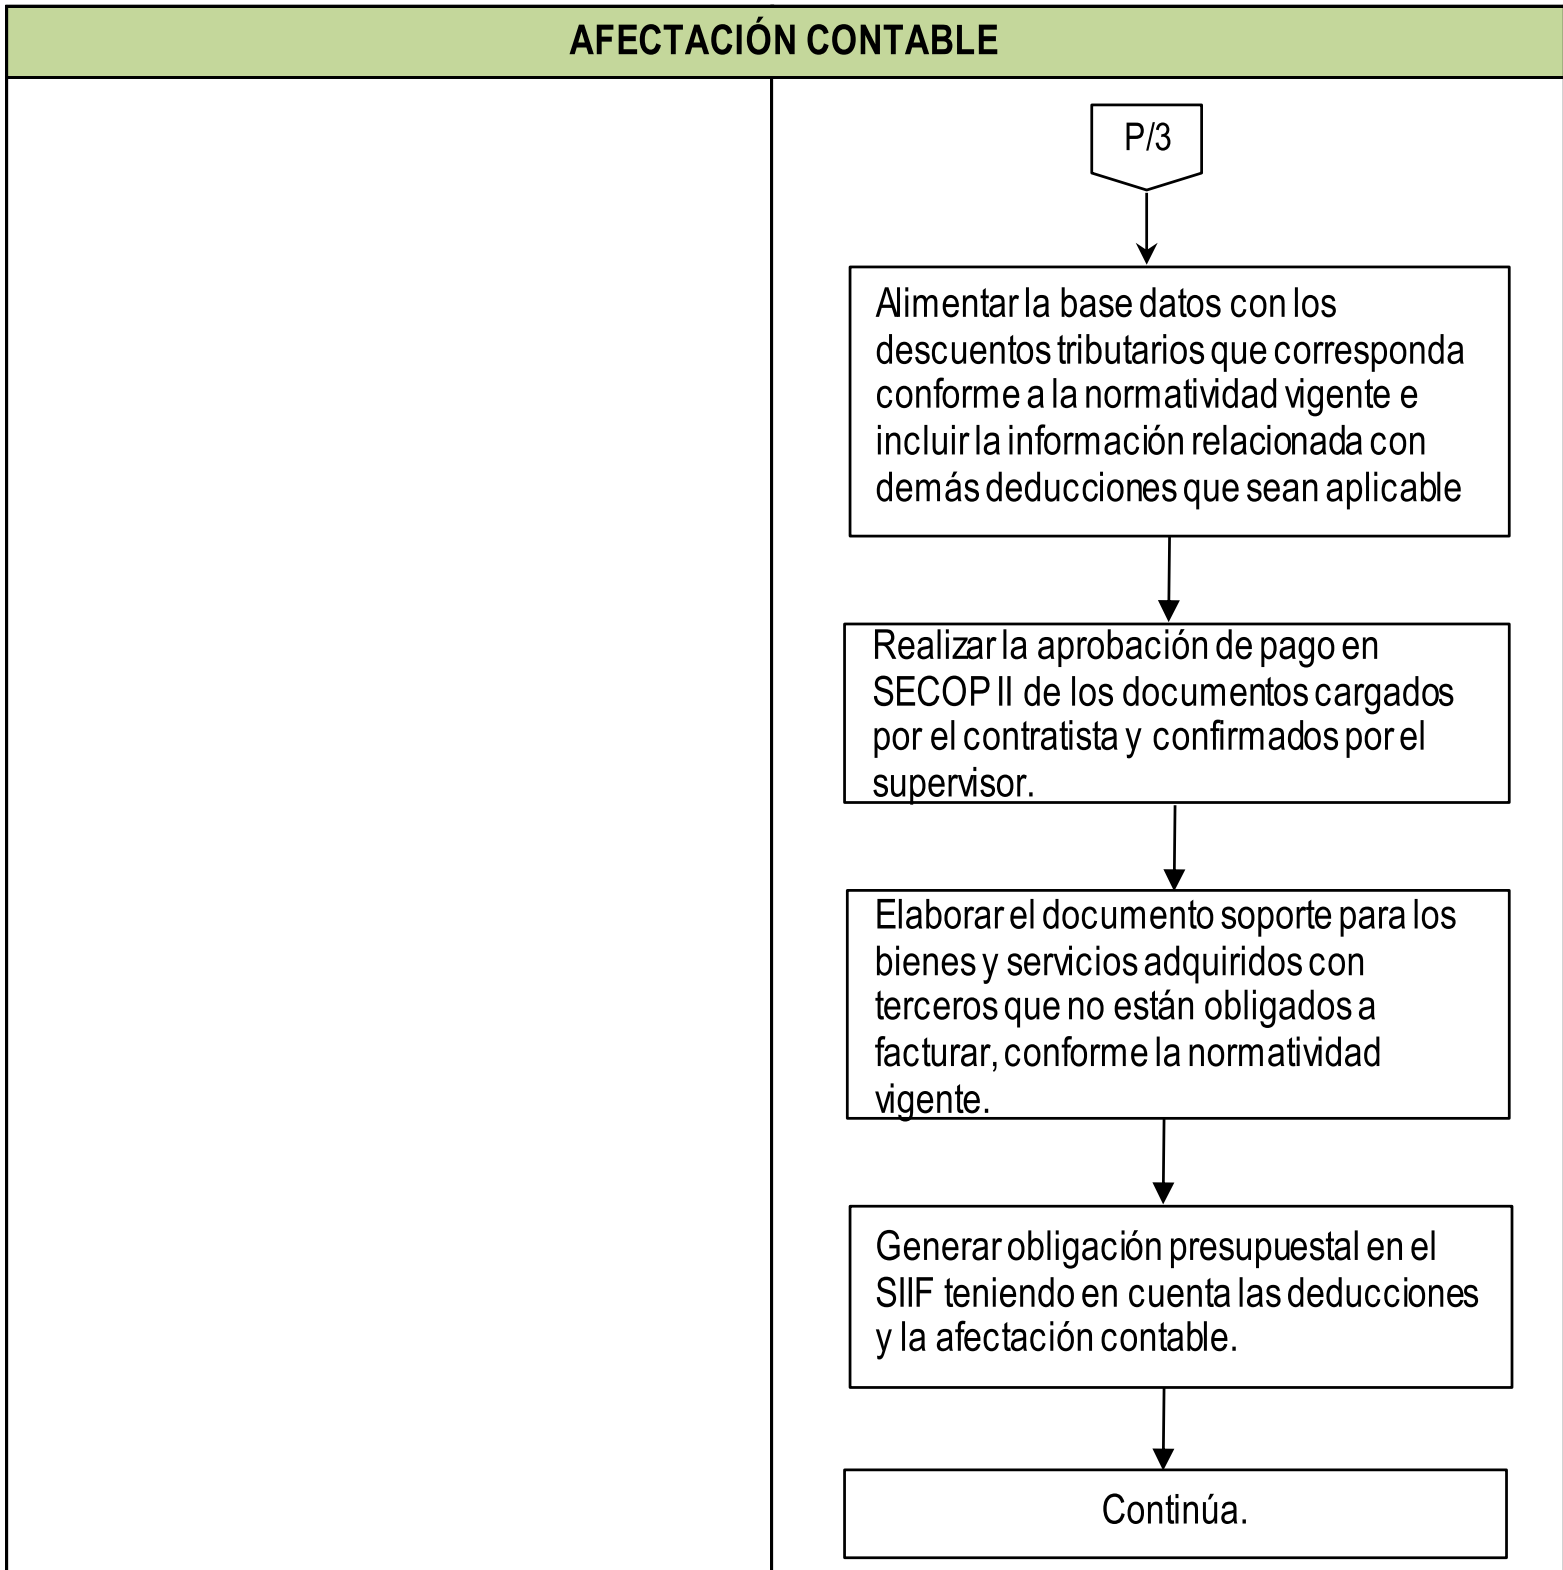 AFECTACIÓN CONTABLE
P/3
Alimentar la base datos con los
descuentos tributarios que corresponda
conforme a la normatividad vigente e
incluir la información relacionada con
demás deducciones que sean aplicable
Realizar la aprobación de pago en
SECOP II de los documentos cargados
por el contratista y confirmados por el
supervisor.
Elaborar el documento soporte para los
bienes y servicios adquiridos con
terceros que no están obligados a
facturar, conforme la normatividad
vigente.
Generar obligación presupuestal en el
SIIF teniendo en cuenta las deducciones
y la afectación contable.
Continúa.